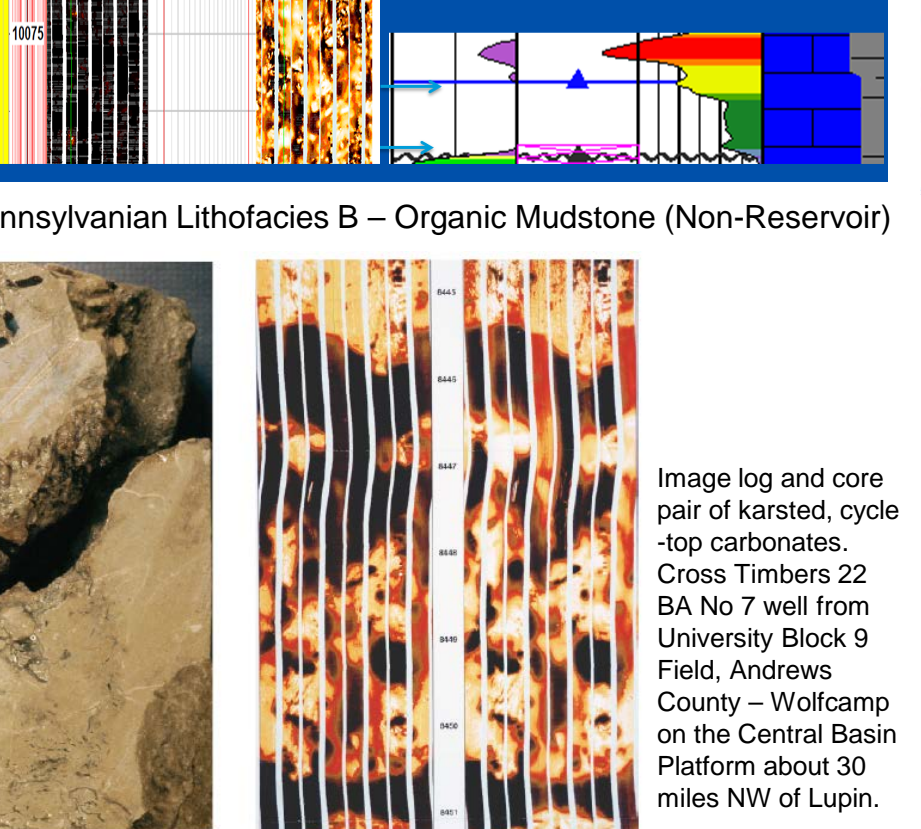 10075
nnsylvanian Lithofacies B – Organic Mudstone (Non-Reservoir)
8445
8446
8447
8448
8449
8450
8451
Image log and core
pair of karsted, cycle
-top carbonates.
Cross Timbers 22
BA No 7 well from
University Block 9
Field, Andrews
County – Wolfcamp
on the Central Basin
Platform about 30
miles NW of Lupin.